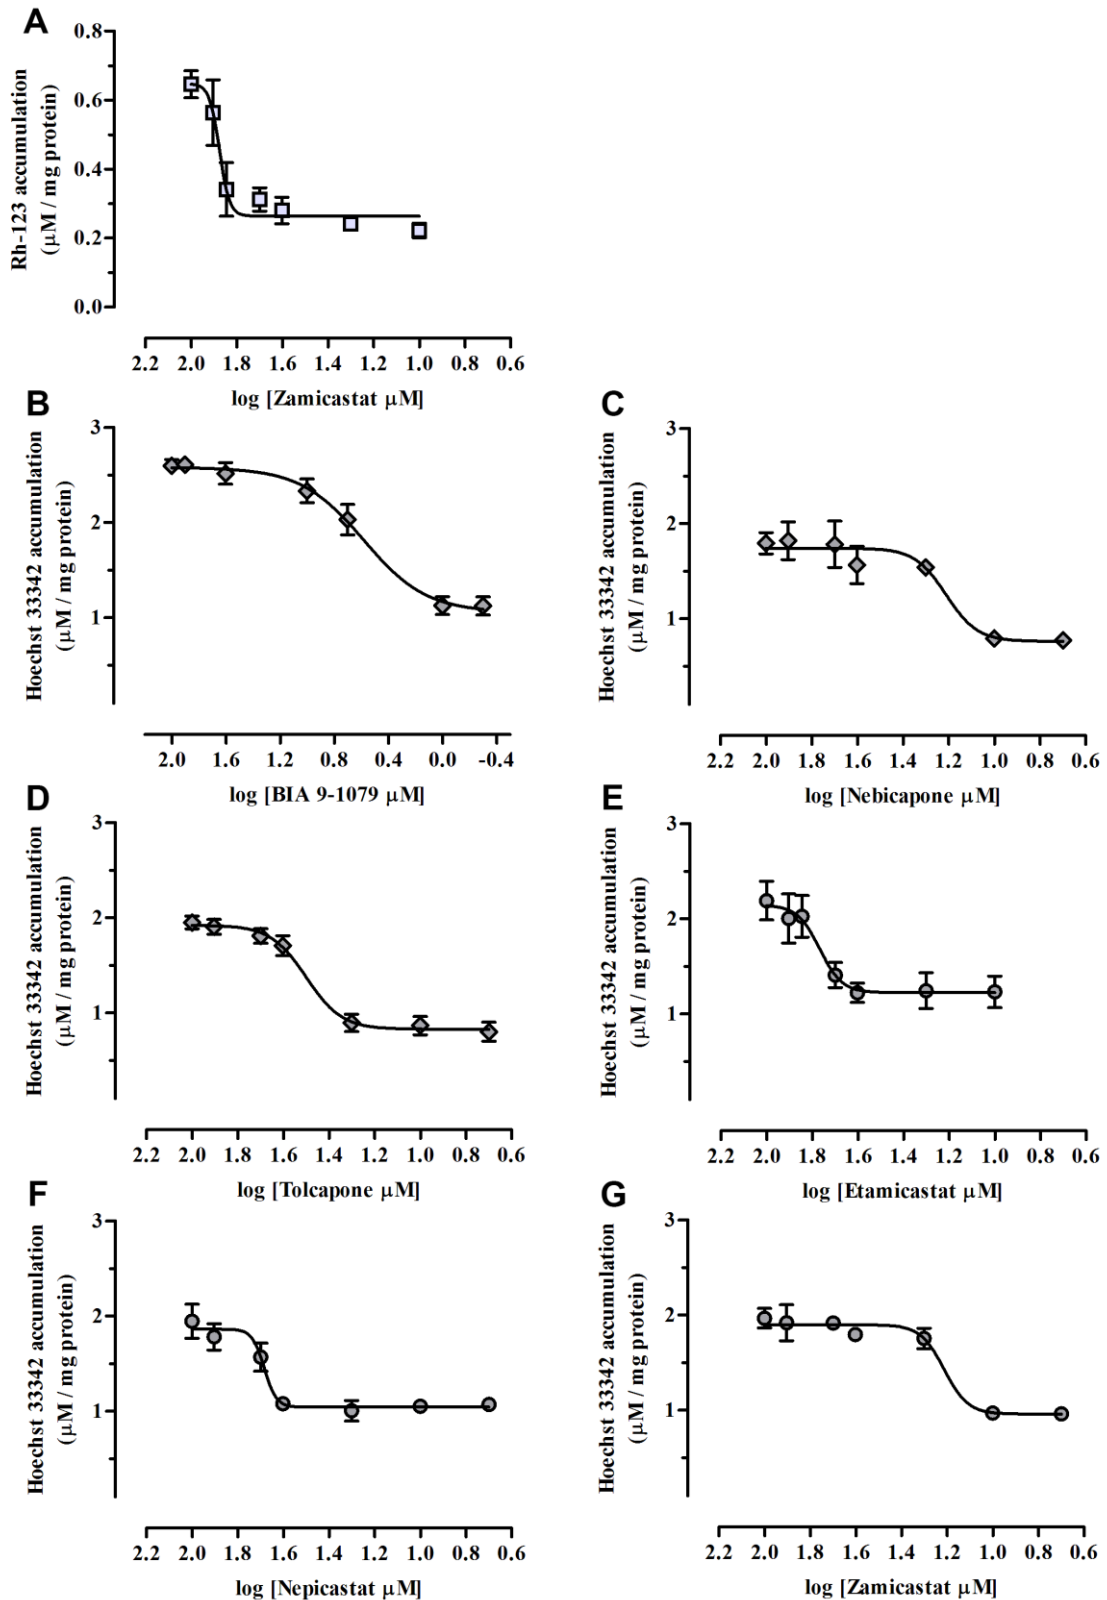 A
Rh-123 accumulation
(μM / mg protein)
0.8
0.6
0.4
0.2
0.0
2.2 2.0 1.8 1.6 1.4 1.2 1.0 0.8 0.6
log [Zamicastat μM]
B
Hoechst 33342 accumulation
(μM / mg protein)
3
2
1
2.0 1.6 1.2 0.8 0.4 0.0 -0.4
log [BIA 9-1079 μM]
C
Hoechst 33342 accumulation
(μM / mg protein)
3
2
1
2.2 2.0 1.8 1.6 1.4 1.2 1.0 0.8 0.6
log [Nebicapone μM]
D
Hoechst 33342 accumulation
(μM / mg protein)
3
2
1
2.2 2.0 1.8 1.6 1.4 1.2 1.0 0.8 0.6
log [Tolcapone μM]
E
Hoechst 33342 accumulation
(μM / mg protein)
3
2
1
2.2 2.0 1.8 1.6 1.4 1.2 1.0 0.8 0.6
log [Etamicastat μM]
F
Hoechst 33342 accumulation
(μM / mg protein)
3
2
1
2.2 2.0 1.8 1.6 1.4 1.2 1.0 0.8 0.6
log [Nepicastat μM]
G
Hoechst 33342 accumulation
(μM / mg protein)
3
2
1
2.2 2.0 1.8 1.6 1.4 1.2 1.0 0.8 0.6
log [Zamicastat μM]